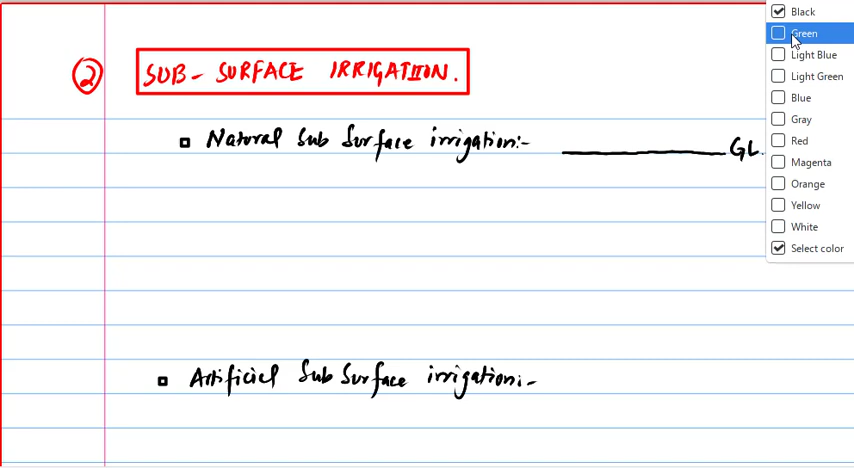 ② SUB - SURFACE IRRIGATION.
▫ Natural Sub Surface irrigation:-
GL.
▫ Artificial Sub Surface irrigation:-
Black
Green
Light Blue
Light Green
Blue
Gray
Red
Magenta
Orange
Yellow
White
Select color